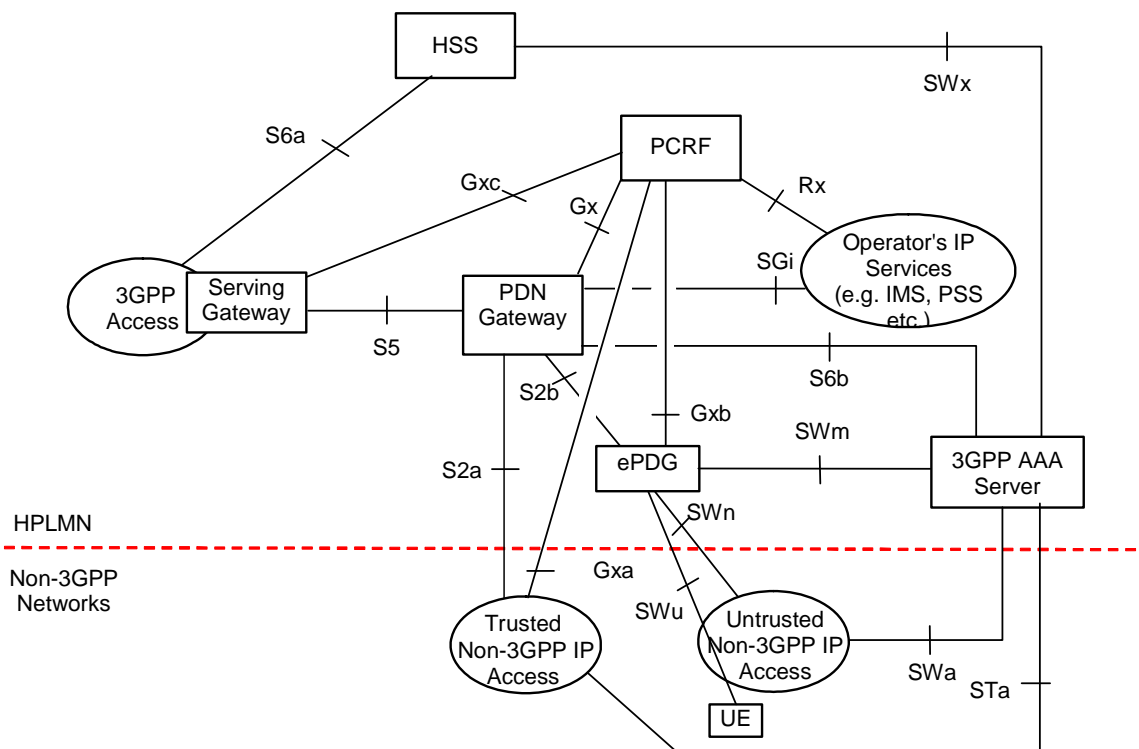 HSS
SWx
S6a
PCRF
Gxc
Gx
Rx
Operator's IP
Services
(e.g. IMS, PSS
etc.)
SGi
3GPP
Access
Serving
Gateway
PDN
Gateway
S5
S2b
S6b
Gxb
SWm
S2a
ePDG
3GPP AAA
Server
SWn
HPLMN
Non-3GPP
Networks
Gxa
SWu
Trusted
Non-3GPP IP
Access
Untrusted
Non-3GPP IP
Access
SWa
STa
UE